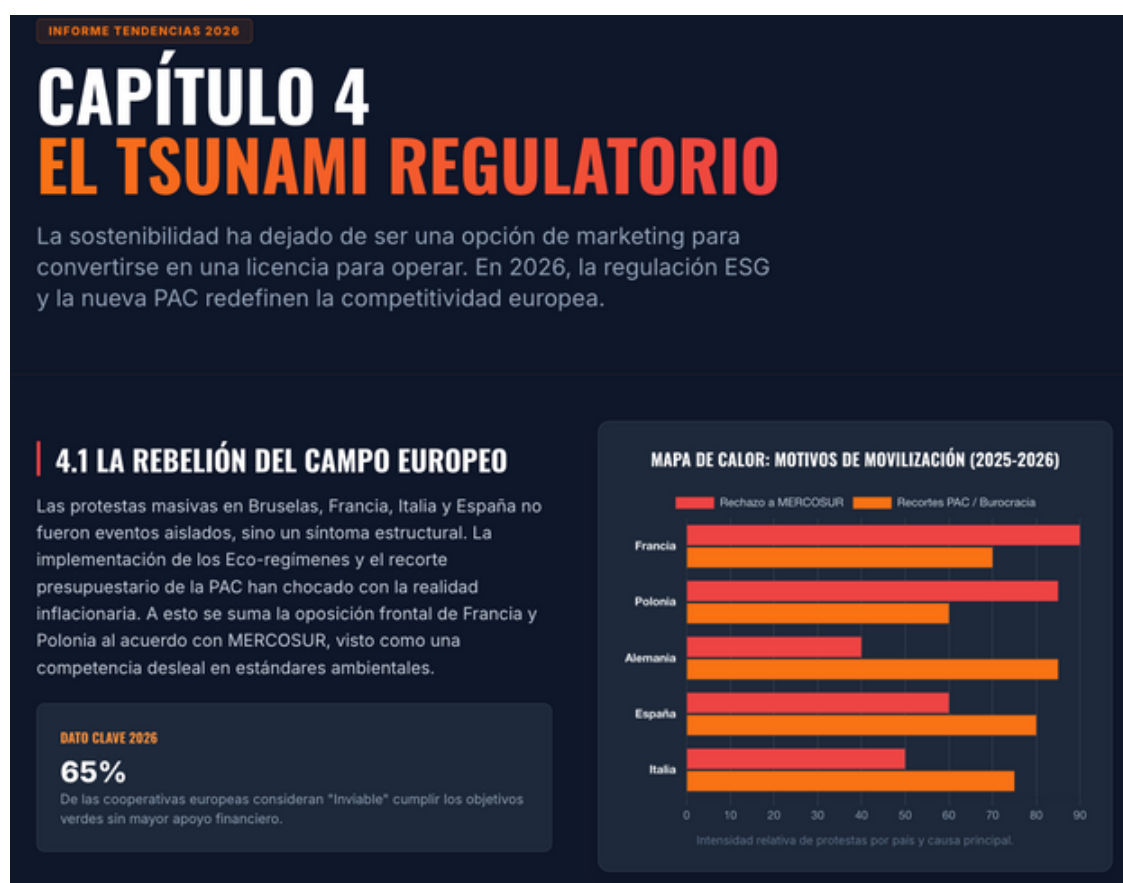 INFORME TENDENCIAS 2026
CAPÍTULO 4
EL TSUNAMI REGULATORIO
La sostenibilidad ha dejado de ser una opción de marketing para
convertirse en una licencia para operar. En 2026, la regulación ESG
y la nueva PAC redefinen la competitividad europea.
4.1 LA REBELIÓN DEL CAMPO EUROPEO
Las protestas masivas en Bruselas, Francia, Italia y España no
fueron eventos aislados, sino un síntoma estructural. La
implementación de los Eco-regímenes y el recorte
presupuestario de la PAC han chocado con la realidad
inflacionaria. A esto se suma la oposición frontal de Francia y
Polonia al acuerdo con MERCOSUR, visto como una
competencia desleal en estándares ambientales.
DATO CLAVE 2026
65%
De las cooperativas europeas consideran "Inviable" cumplir los objetivos
verdes sin mayor apoyo financiero.
MAPA DE CALOR: MOTIVOS DE MOVILIZACIÓN (2025-2026)
Rechazo a MERCOSUR Recortes PAC / Burocracia
Francia
Polonia
Alemania
España
Italia
0 10 20 30 40 50 60 70 80 90
Intensidad relativa de protestas por país y causa principal.